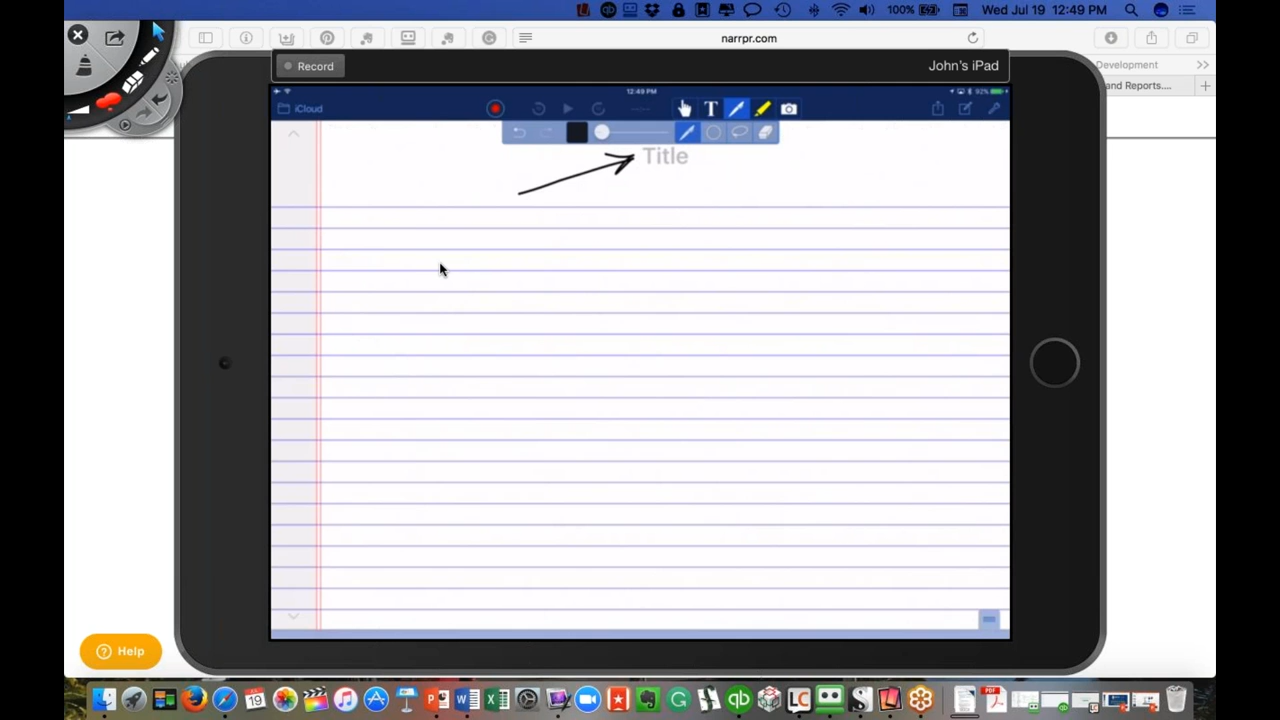 100% Wed Jul 19 12:49 PM
narrpr.com
Development
and Reports....
Record
John's iPad
12:49 PM
92%
iCloud
T
Title
Help